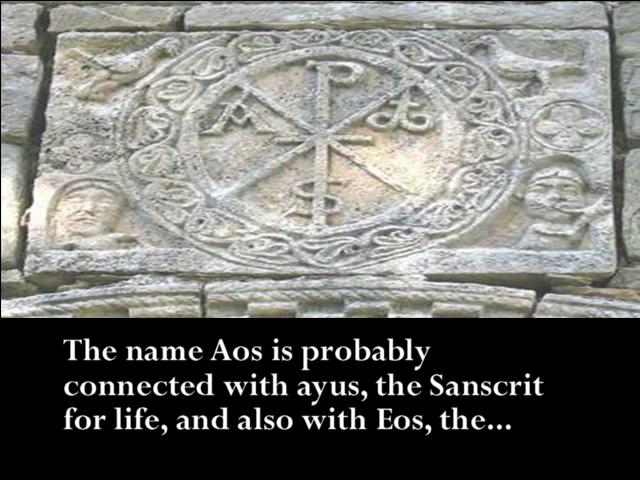 P
A
S
The name Aos is probably
connected with ayus, the Sanscrit
for life, and also with Eos, the...